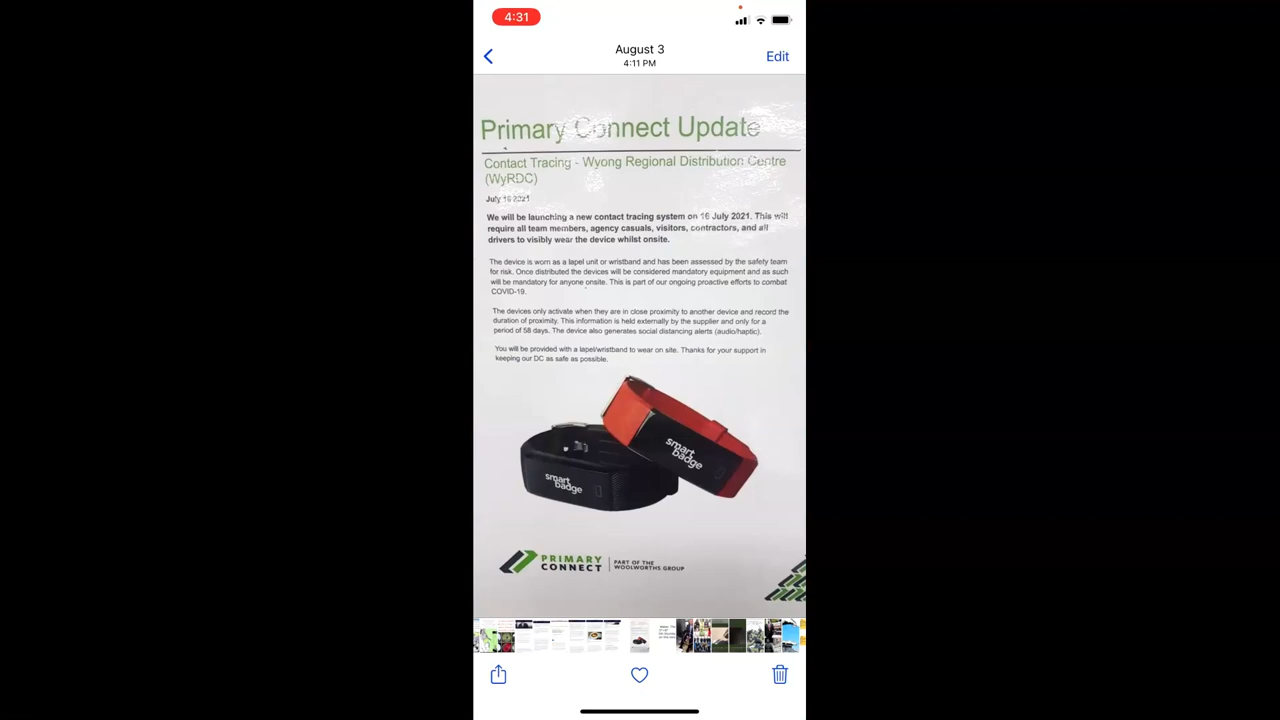 4:31
August 3
4:11 PM
Edit
Primary Connect Update
Contact Tracing - Wyong Regional Distribution Centre
(WyRDC)
July 16 2021
We will be launching a new contact tracing system on 16 July 2021. This will
require all team members, agency casuals, visitors, contractors, and all
drivers to visibly wear the device whilst onsite.
The device is worn as a lapel unit or wristband and has been assessed by the safety team
for risk. Once distributed the devices will be considered mandatory equipment and as such
will be mandatory for anyone onsite. This is part of our ongoing proactive efforts to combat
COVID-19.
The devices only activate when they are in close proximity to another device and record the
duration of proximity. This information is held externally by the supplier and only for a
period of 58 days. The device also generates social distancing alerts (audio/haptic).
You will be provided with a lapel/wristband to wear on site. Thanks for your support in
keeping our DC as safe as possible.
smart
badge
smart
badge
PRIMARY
CONNECT
PART OF THE
WOOLWORTHS GROUP